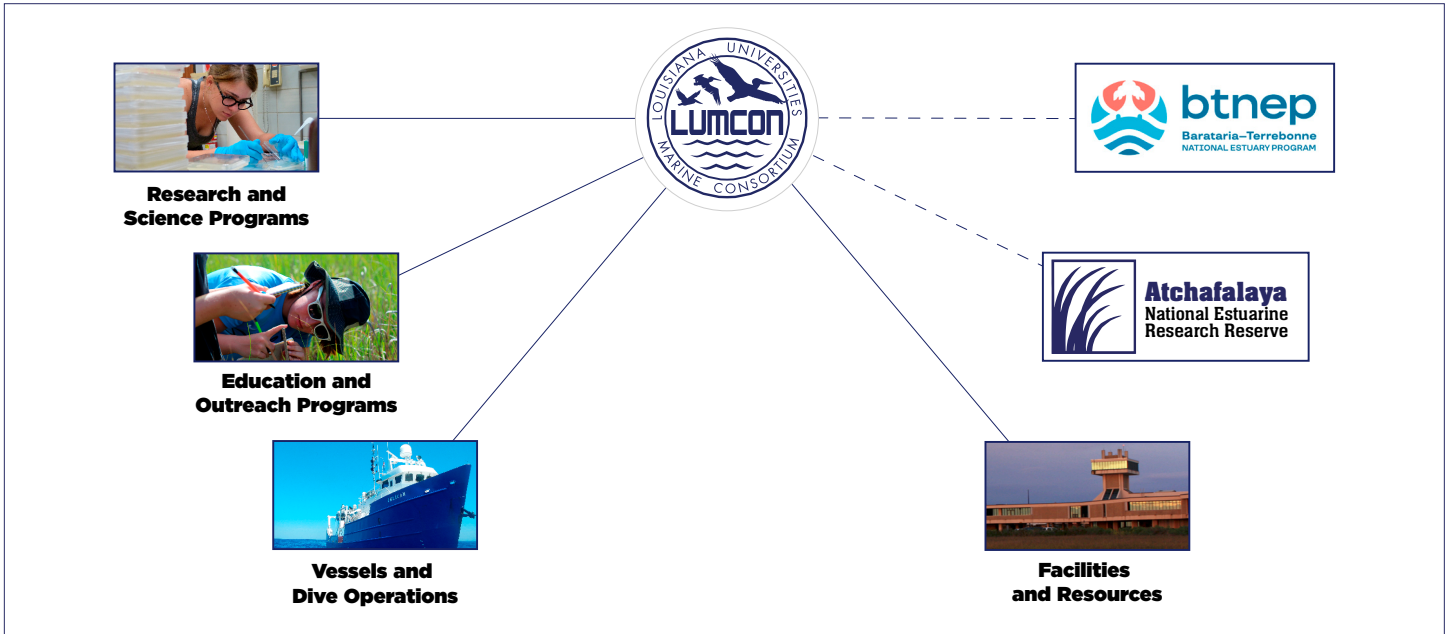 LOUISIANA UNIVERSITIES
LUMCON
MARINE CONSORTIUM
btnep
Barataria–Terrebonne
NATIONAL ESTUARY PROGRAM
Research and
Science Programs
Atchafalaya
National Estuarine
Research Reserve
Education and
Outreach Programs
PELICAN
Vessels and
Dive Operations
Facilities
and Resources